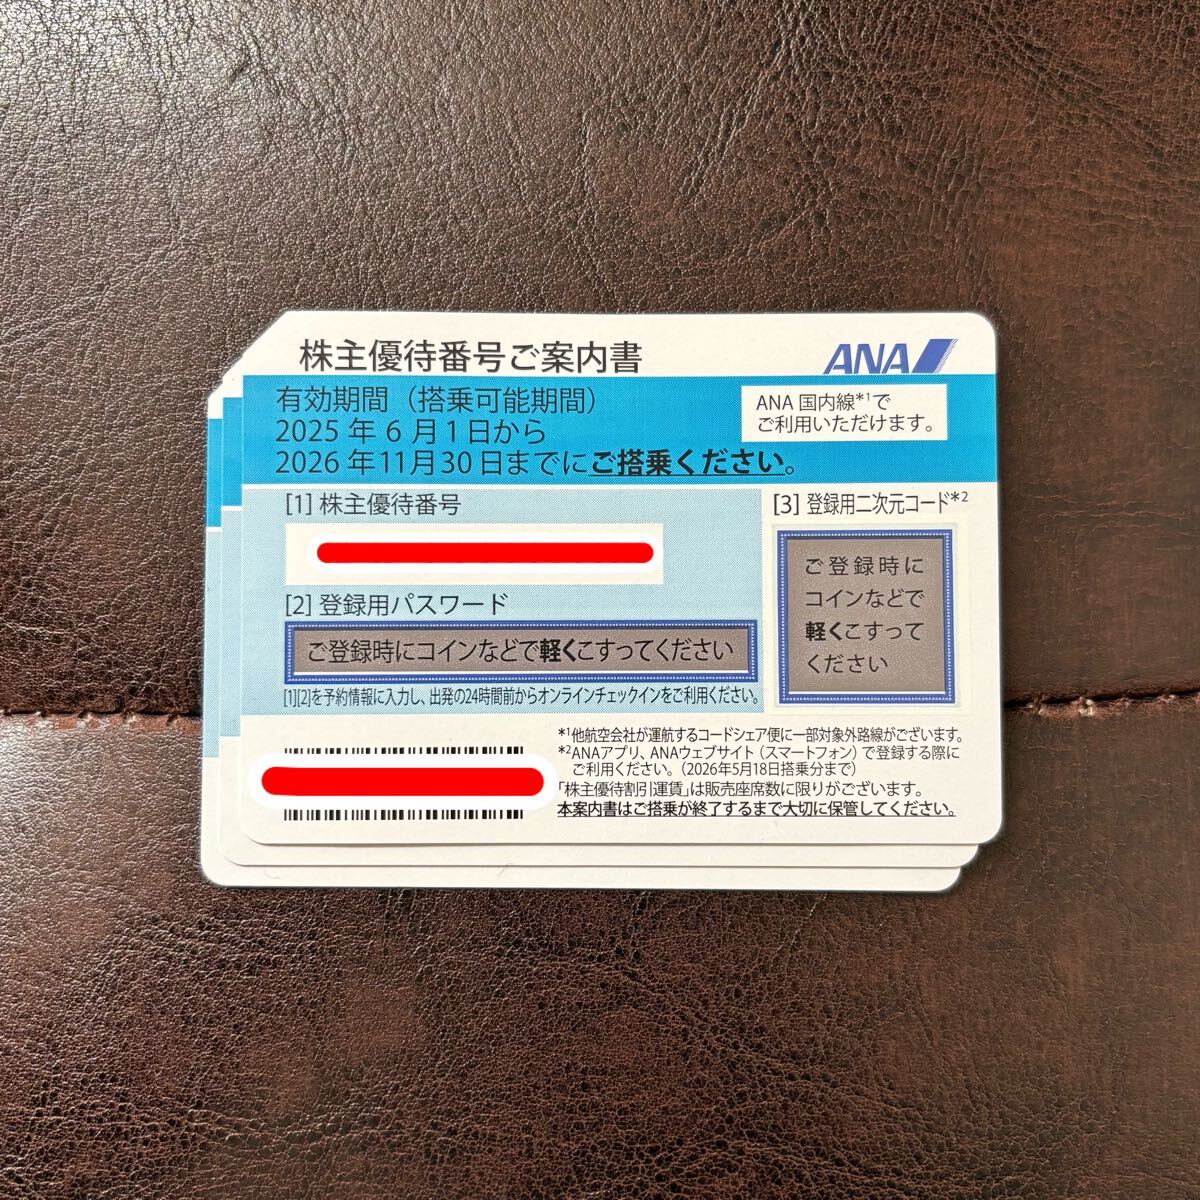 株主優待番号ご案内書
ANA
有効期間（搭乗可能期間）
2025 年 6 月 1 日から
2026 年11月30 日までにご搭乗ください。
ANA 国内線*1で
ご利用いただけます。
[1] 株主優待番号
[2] 登録用パスワード
ご登録時にコインなどで軽くこすってください
[1][2]を予約情報に入力し、出発の24時間前からオンラインチェックインをご利用ください。
[3] 登録用二次元コード*2
ご登録時に
コインなどで
軽くこすって
ください
*1他航空会社が運航するコードシェア便に一部対象外路線がございます。
*2ANAアプリ、ANAウェブサイト（スマートフォン）で登録する際に
ご利用ください。（2026年5月18日搭乗分まで）
「株主優待割引運賃」は販売座席数に限りがございます。
本案内書はご搭乗が終了するまで大切に保管してください。